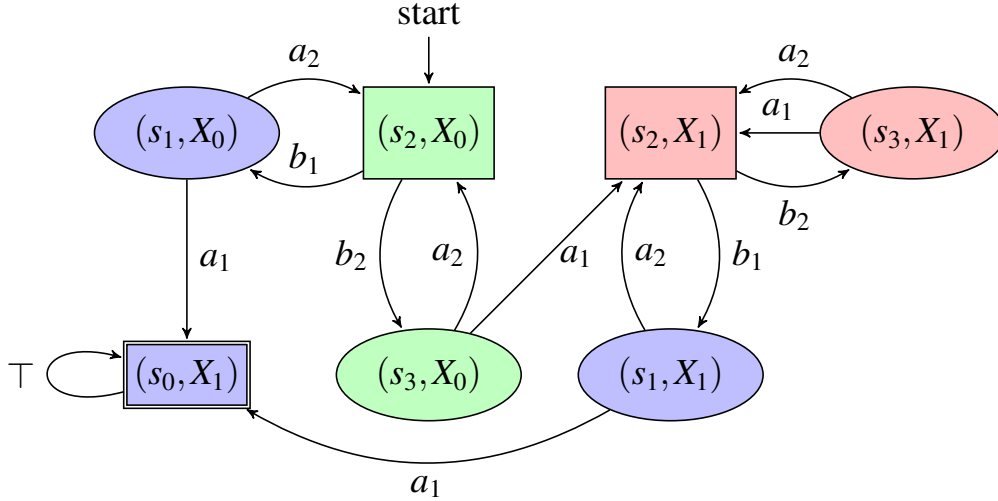 start
a₂
a₂
(s₁, X₀)
(s₂, X₀)
(s₂, X₁)
a₁
(s₃, X₁)
b₁
b₂
a₁
b₂
a₂
a₁
a₂
b₁
⊤
(s₀, X₁)
(s₃, X₀)
(s₁, X₁)
a₁